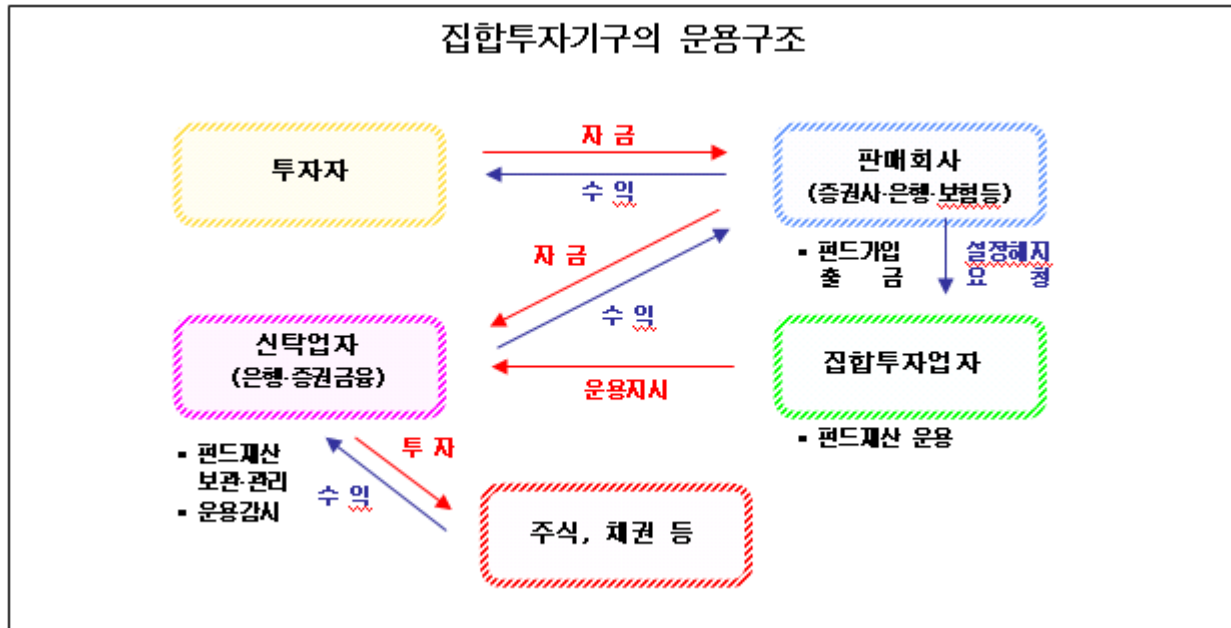 집합투자기구의 운용구조
투자자
자 금
수 익
판매회사
(증권사·은행·보험등)
자 금
수 익
▪ 펀드가입
출 금
설정해지
요 청
신탁업자
(은행·증권금융)
운용지시
집합투자업자
▪ 펀드재산
보관·관리
▪ 운용감시
투 자
수 익
▪ 펀드재산 운용
주식, 채권 등